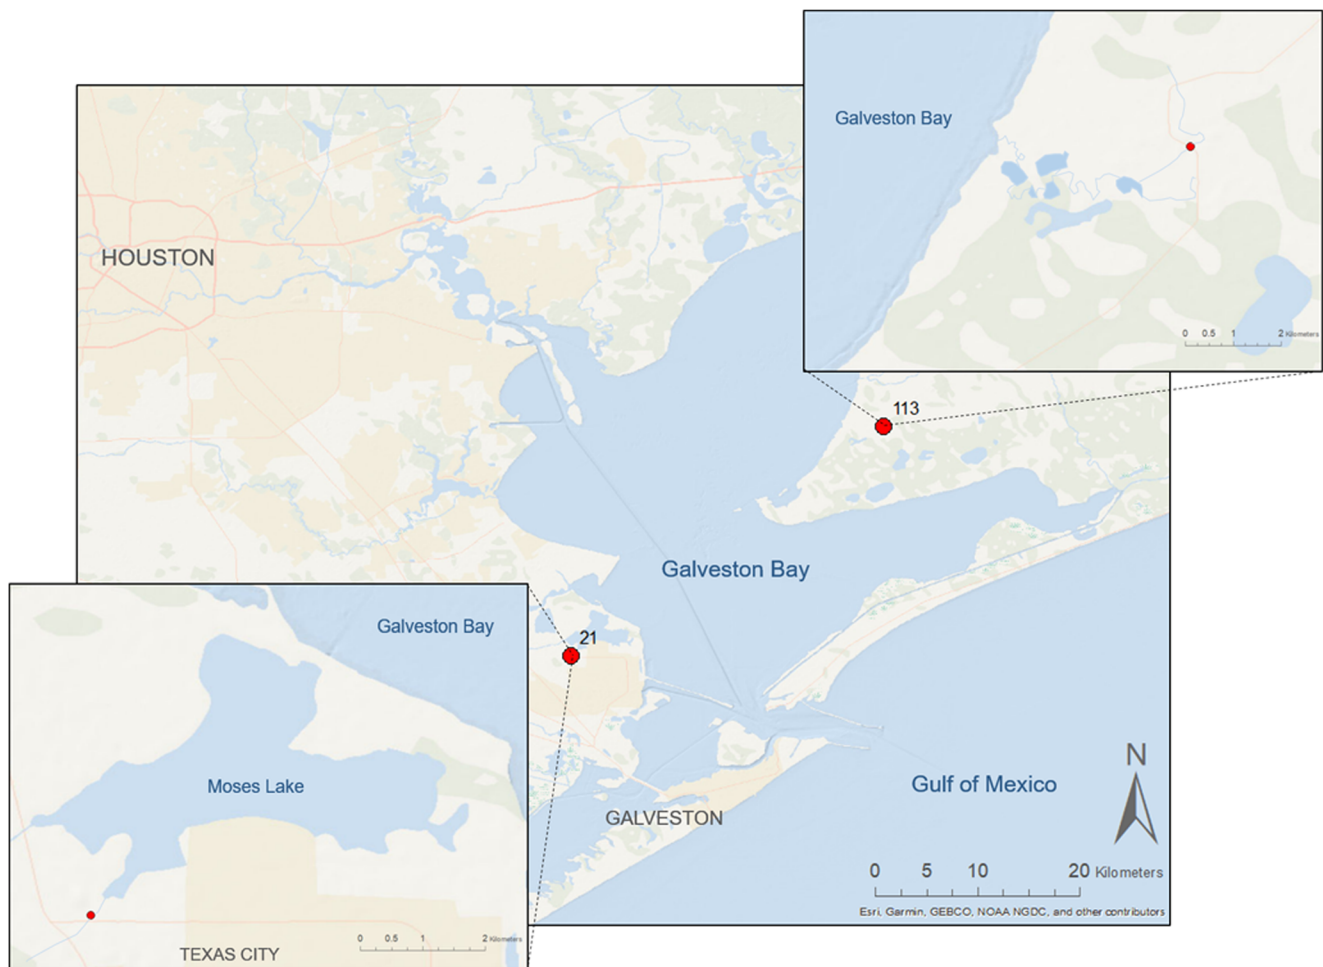 Galveston Bay
0 0.5 1 2 Kilometers
HOUSTON
113
Galveston Bay
21
Galveston Bay
Moses Lake
TEXAS CITY
0 0.5 1 2 Kilometers
GALVESTON
Gulf of Mexico
N
0 5 10 20 Kilometers
Esri, Garmin, GEBCO, NOAA NGDC, and other contributors